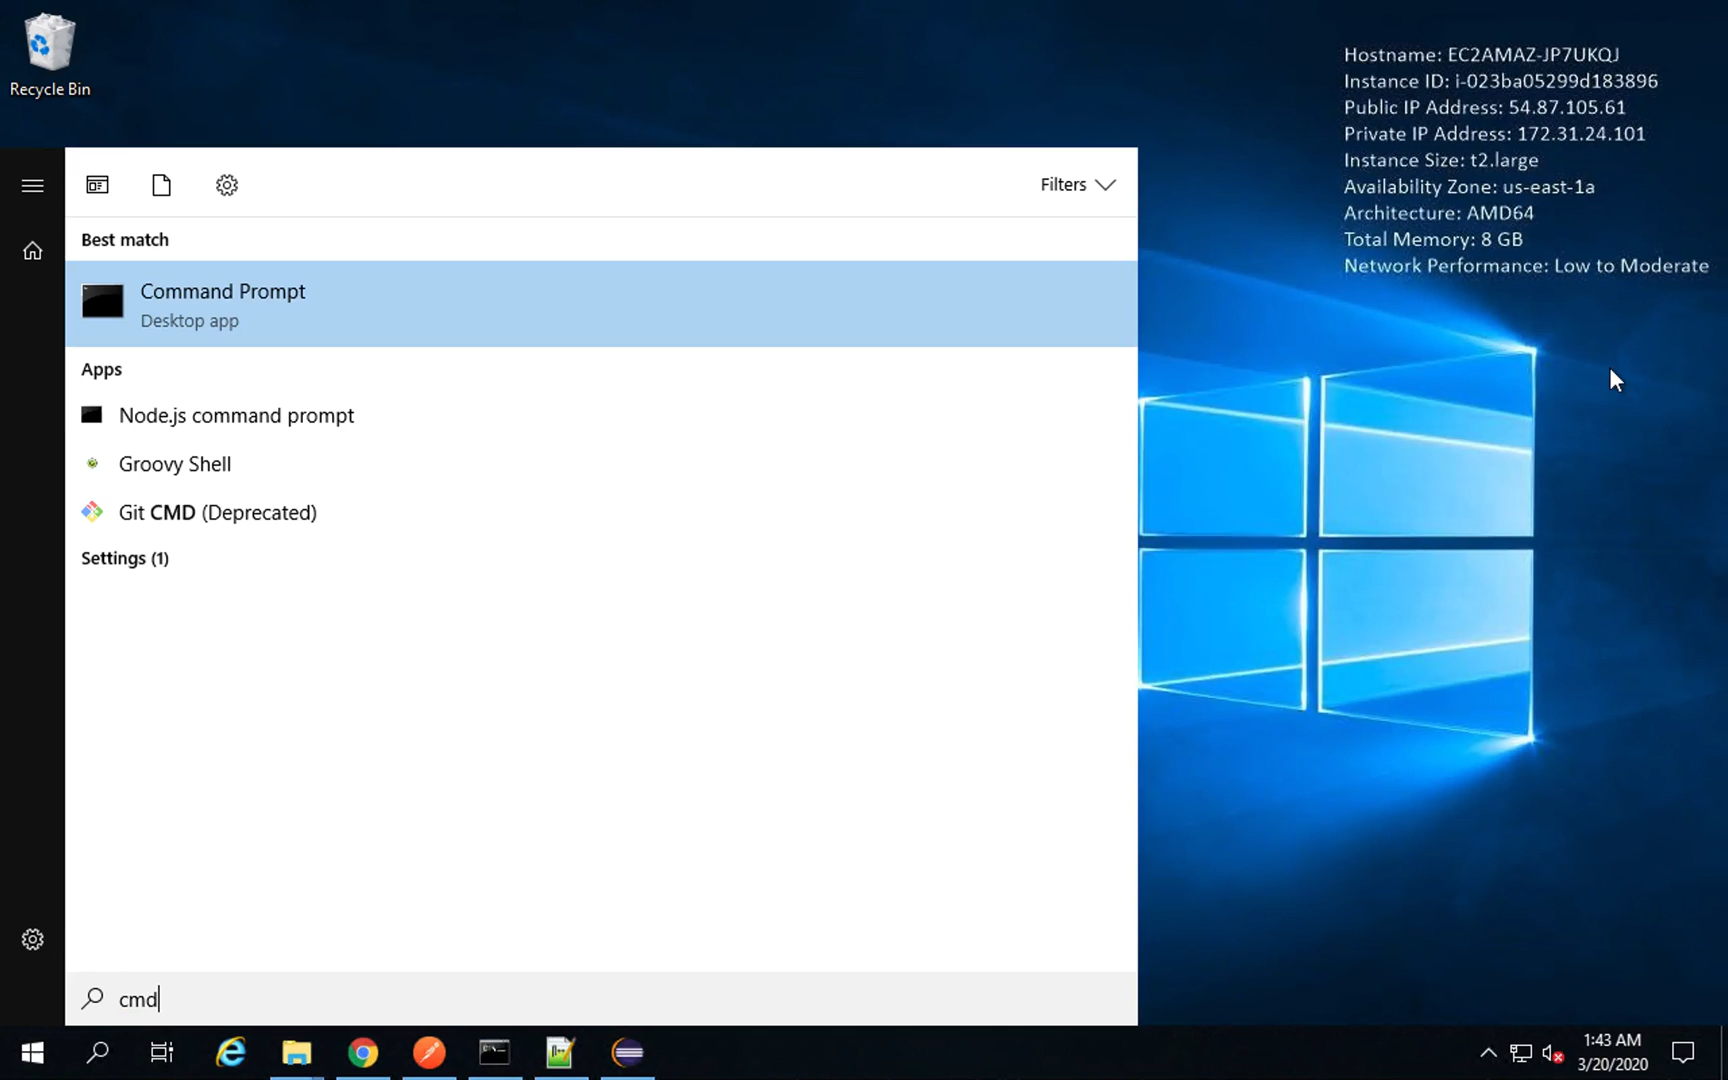 Recycle Bin
Hostname: EC2AMAZ-JP7UKQJ
Instance ID: i-023ba05299d183896
Public IP Address: 54.87.105.61
Private IP Address: 172.31.24.101
Instance Size: t2.large
Availability Zone: us-east-1a
Architecture: AMD64
Total Memory: 8 GB
Network Performance: Low to Moderate
Filters
Best match
Command Prompt
Desktop app
Apps
Node.js command prompt
Groovy Shell
Git CMD (Deprecated)
Settings (1)
cmd
1:43 AM
3/20/2020